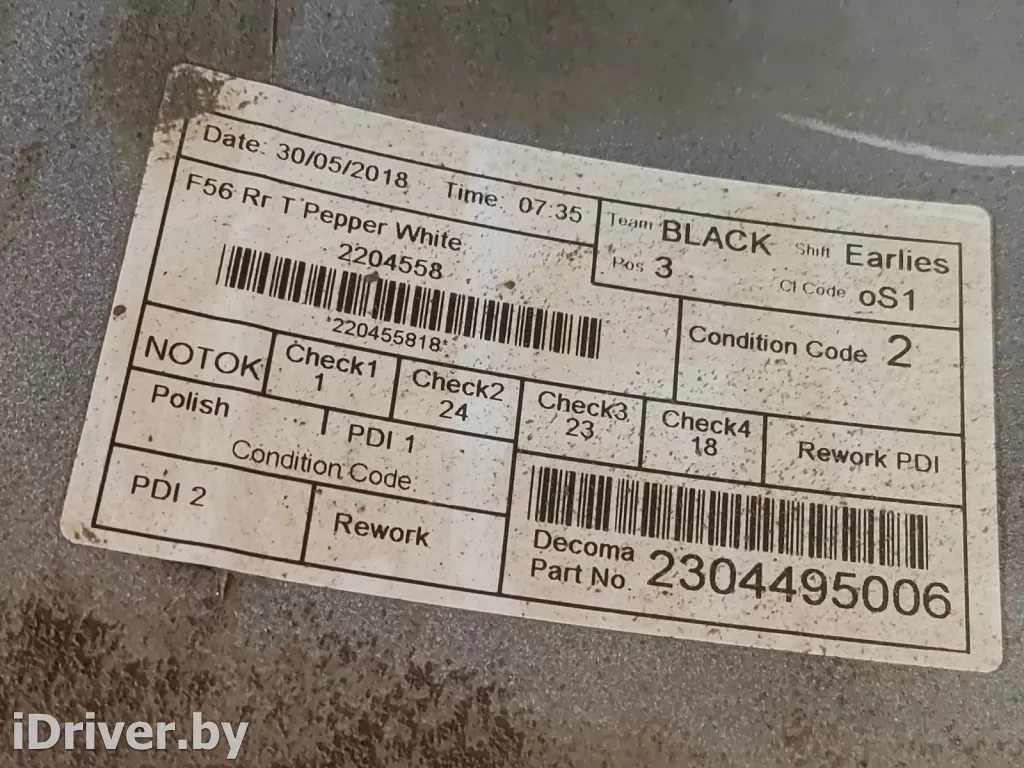 Date: 30/05/2018 Time: 07:35
Team BLACK Shift Earlies
Pos 3 CI Code oS1
F56 Rr T Pepper White
2204558
*220455818*
Condition Code 2
NOTOK
Check1
1
Check2
24
Check3
23
Check4
18
Rework PDI
Polish
PDI 1
Condition Code:
PDI 2
Rework
Decoma
Part No. 2304495006
iDriver.by